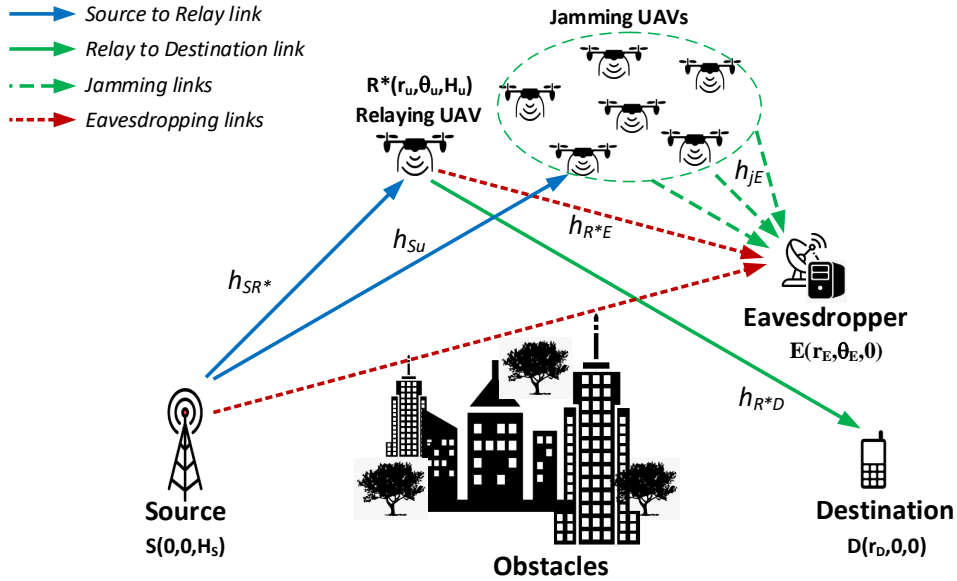 Source to Relay link
Relay to Destination link
Jamming links
Eavesdropping links
Jamming UAVs
R*(rᵤ,θᵤ,Hᵤ)
Relaying UAV
h_jE
h_R*E
h_Su
h_SR*
Eavesdropper
E(r_E,θ_E,0)
h_R*D
Source
S(0,0,H_S)
Obstacles
Destination
D(r_D,0,0)